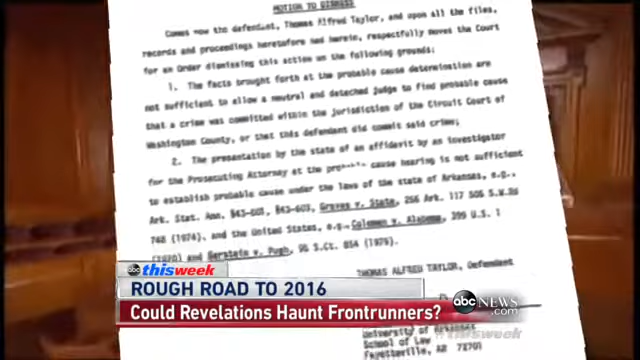 MOTION TO DISMISS
Comes now the defendant, Thomas Alfred Taylor, and upon all the files,
records and proceedings heretofore had herein, respectfully moves the Court
for an Order dismissing this action on the following grounds:
1. The facts brought forth at the probable cause determination are
not sufficient to allow a neutral and detached judge to find probable cause
that a crime was committed within the jurisdiction of the Circuit Court of
Washington County, or that this defendant did commit said crime;
2. The presentation by the state of an affidavit by an investigator
for the Prosecuting Attorney at the probable cause hearing is not sufficient
to establish probable cause under the laws of the state of Arkansas, e.g.,
Ark. Stat. Ann. §43-601, §43-603, Graves v. State, 256 Ark. 117 505 S.W.2d
748 (1974), and the United States, e.g., Coleman v. Alabama, 399 U.S. 1
(1970) and Gerstein v. Pugh, 95 S.Ct. 854 (1975).
THOMAS ALFRED TAYLOR, Defendant
abc this week
ROUGH ROAD TO 2016
Could Revelations Haunt Frontrunners?
abc NEWS
.com
#thisweek
University of Arkansas
School of Law
Fayetteville, AR 72701